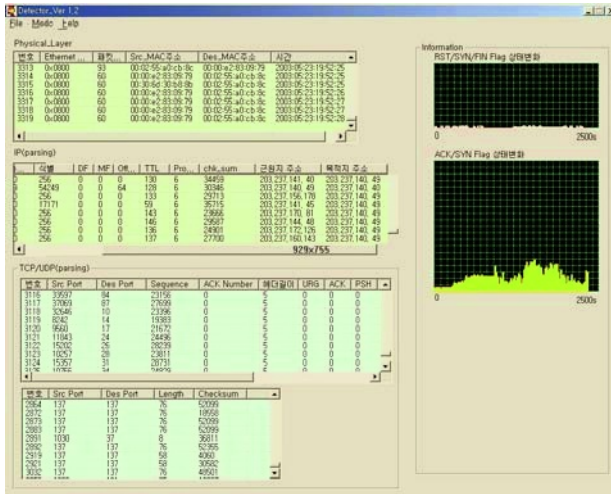 Detector_Ver 1,2
File Mode Help
Physical_Layer
번호 Ethernet ... 패킷... Src_MAC주소 Des_MAC주소 시간
3313 0x0800 93 00:02:55:a0:cb:8c 00:00:e2:83:09:79 2003:05:23:19:52:25
3314 0x0800 60 00:00:e2:83:09:79 00:02:55:a0:cb:8c 2003:05:23:19:52:25
3315 0x0800 60 00:30:6d:30:bd:8b 00:02:55:a0:cb:8c 2003:05:23:19:52:26
3316 0x0800 60 00:00:e2:83:09:79 00:02:55:a0:cb:8c 2003:05:23:19:52:26
3317 0x0800 60 00:00:e2:83:09:79 00:02:55:a0:cb:8c 2003:05:23:19:52:27
3318 0x0800 60 00:00:e2:83:09:79 00:02:55:a0:cb:8c 2003:05:23:19:52:27
3319 0x0800 60 00:00:e2:83:09:79 00:02:55:a0:cb:8c 2003:05:23:19:52:28
IP(parsing)
... 식별 DF MF Off,,, TTL Pro,,, chk_sum 근원지 주소 목적지 주소
256 0 0 0 130 6 34459 203,237,141, 40 203,237,140, 49
54249 0 0 64 128 6 30346 203,237,140, 49 203,237,140, 49
256 0 0 0 133 6 29713 203,237,156,178 203,237,140, 49
17171 0 0 0 59 6 35715 203,237,141, 45 203,237,140, 49
256 0 0 0 143 6 23666 203,237,170, 81 203,237,140, 49
256 0 0 0 146 6 29587 203,237,144, 48 203,237,140, 49
256 0 0 0 136 6 24901 203,237,172,126 203,237,140, 49
256 0 0 0 137 6 27700 203,237,160,143 203,237,140, 49
929x755
TCP/UDP(parsing)
번호 Src Port Des Port Sequence ACK Number 헤더길이 URG ACK PSH
3116 33597 84 23156 0 5 0 0 0
3117 37069 87 27699 0 5 0 0 0
3118 32646 10 23396 0 5 0 0 0
3119 8242 14 19383 0 5 0 0 0
3120 9560 17 21672 0 5 0 0 0
3121 11843 24 24496 0 5 0 0 0
3122 15202 26 28239 0 5 0 0 0
3123 10257 28 23811 0 5 0 0 0
3124 15357 31 28731 0 5 0 0 0
번호 Src Port Des Port Length Checksum
2864 137 137 76 52099
2872 137 137 76 18558
2873 137 137 76 52099
2883 137 137 76 52099
2891 1030 37 8 36811
2892 137 137 76 52355
2919 137 137 58 4060
2921 137 137 58 30582
3032 137 137 76 48501
Information
RST/SYN/FIN Flag 상태변화
0 2500s
ACK/SYN Flag 상태변화
0 2500s